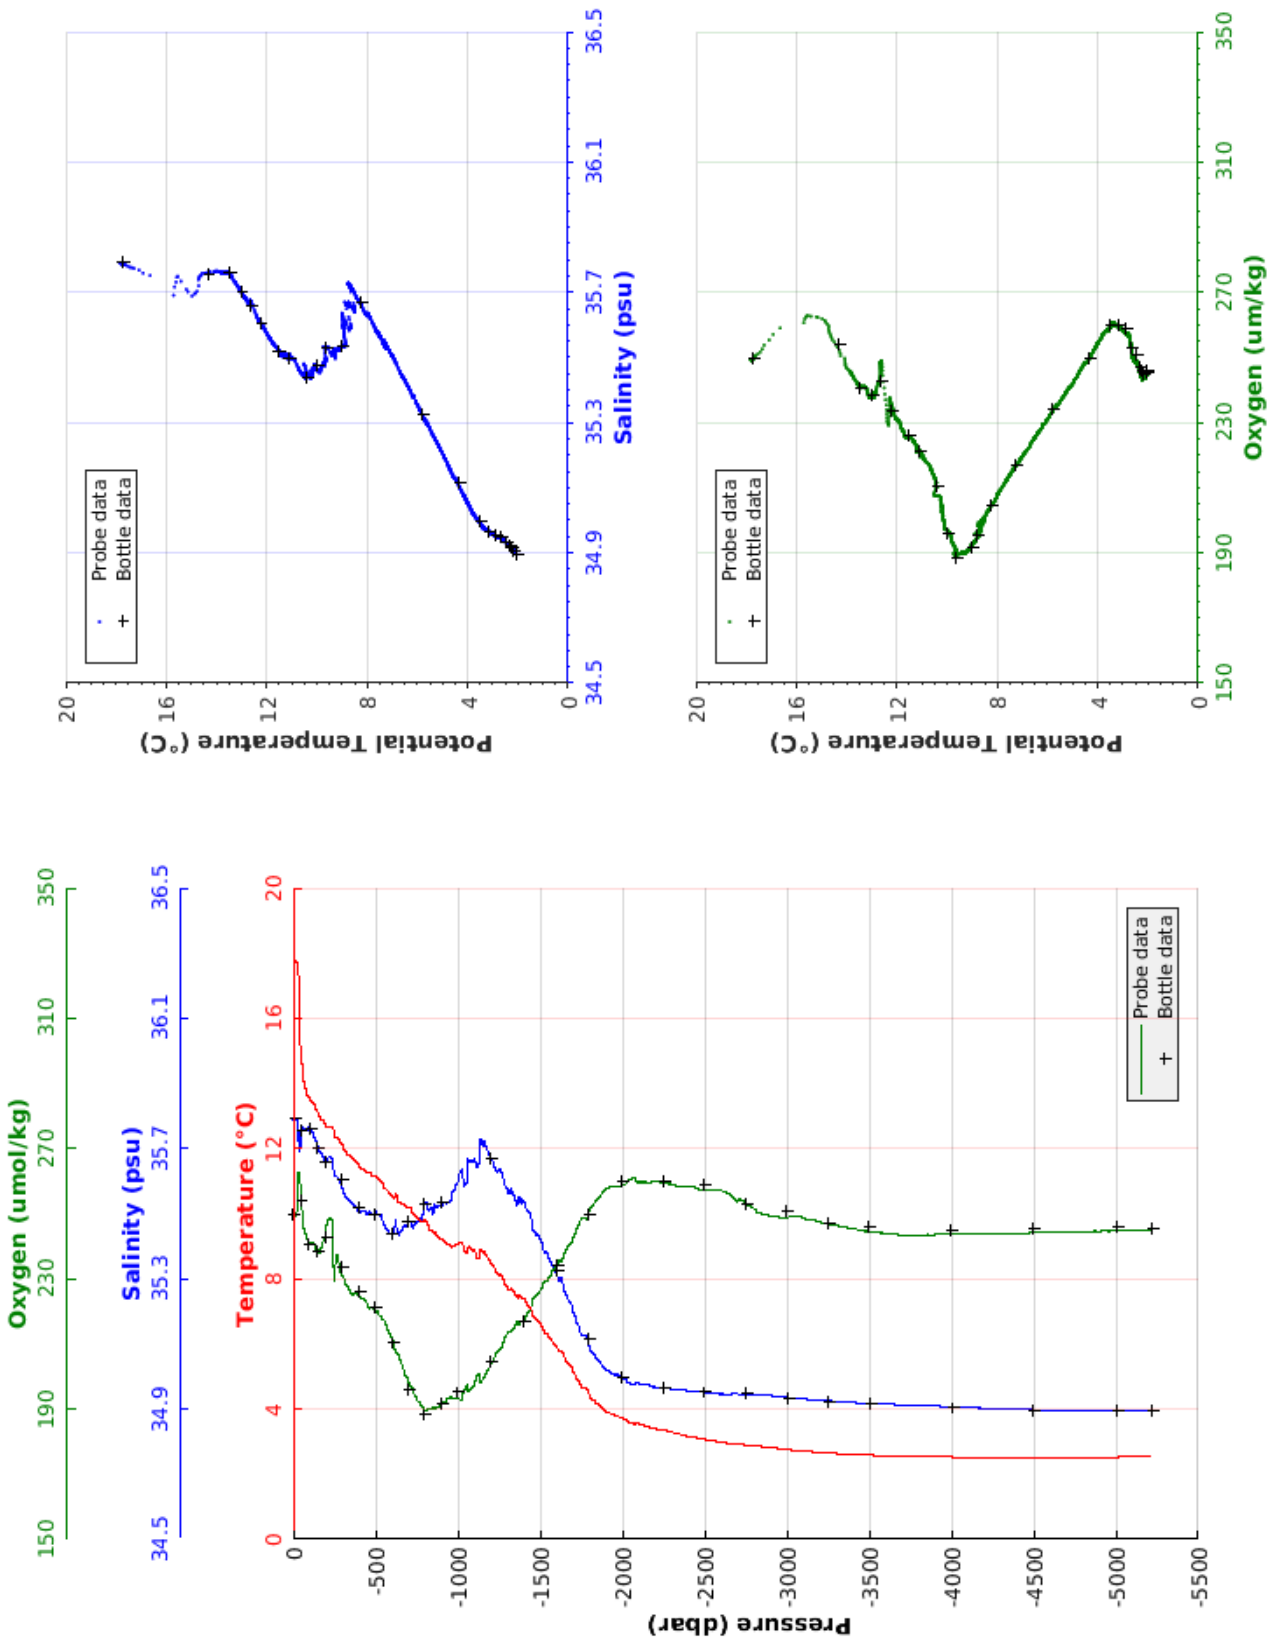 Oxygen (umol/kg)
150 190 230 270 310 350
Salinity (psu)
34.5 34.9 35.3 35.7 36.1 36.5
Temperature (°C)
0 4 8 12 16 20
0
-500
-1000
-1500
-2000
-2500
-3000
-3500
-4000
-4500
-5000
-5500
Pressure (dbar)
Probe data
Bottle data
20
16
12
8
4
0
Potential Temperature (°C)
Probe data
Bottle data
34.5 34.9 35.3 35.7 36.1 36.5
Salinity (psu)
20
16
12
8
4
0
Potential Temperature (°C)
Probe data
Bottle data
150 190 230 270 310 350
Oxygen (um/kg)